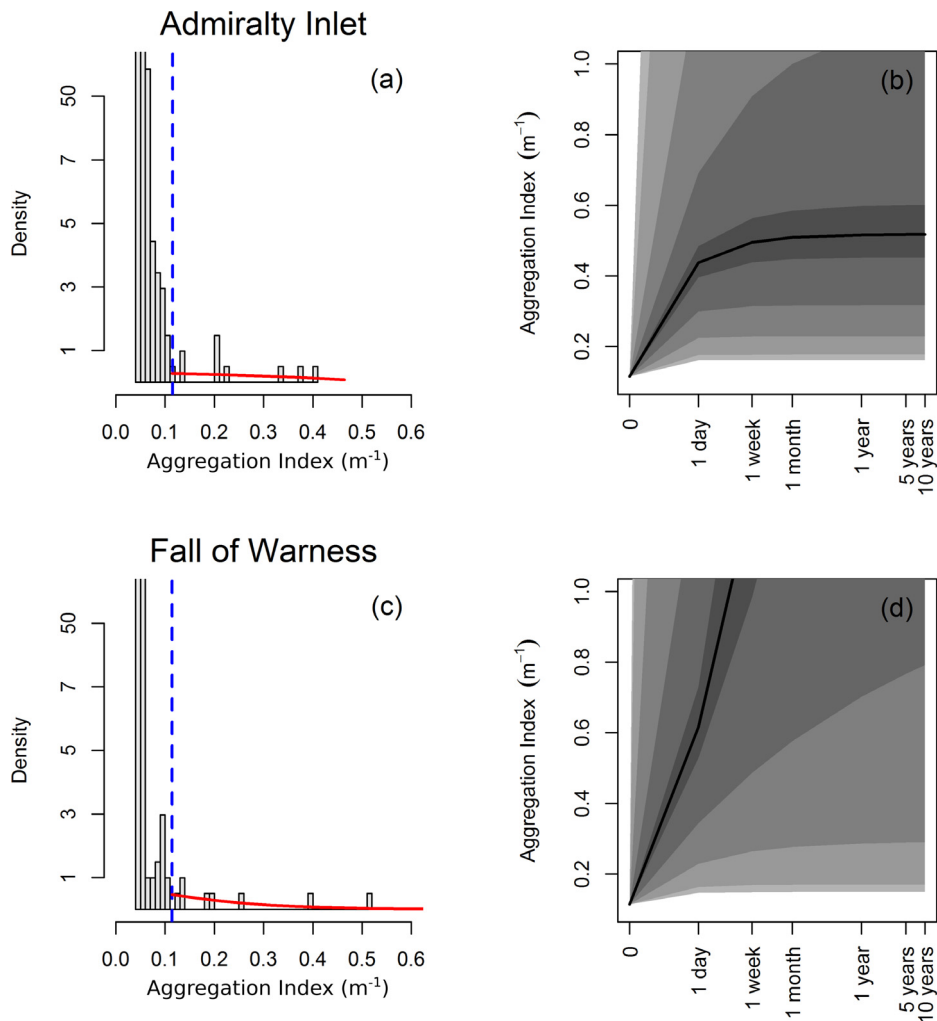 Admiralty Inlet
(a)
Density
50
7
5
3
1
0.0 0.1 0.2 0.3 0.4 0.5 0.6
Aggregation Index (m⁻¹)
(b)
Aggregation Index (m⁻¹)
1.0
0.8
0.6
0.4
0.2
0
1 day
1 week
1 month
1 year
5 years
10 years
Fall of Warness
(c)
Density
50
7
5
3
1
0.0 0.1 0.2 0.3 0.4 0.5 0.6
Aggregation Index (m⁻¹)
(d)
Aggregation Index (m⁻¹)
1.0
0.8
0.6
0.4
0.2
0
1 day
1 week
1 month
1 year
5 years
10 years